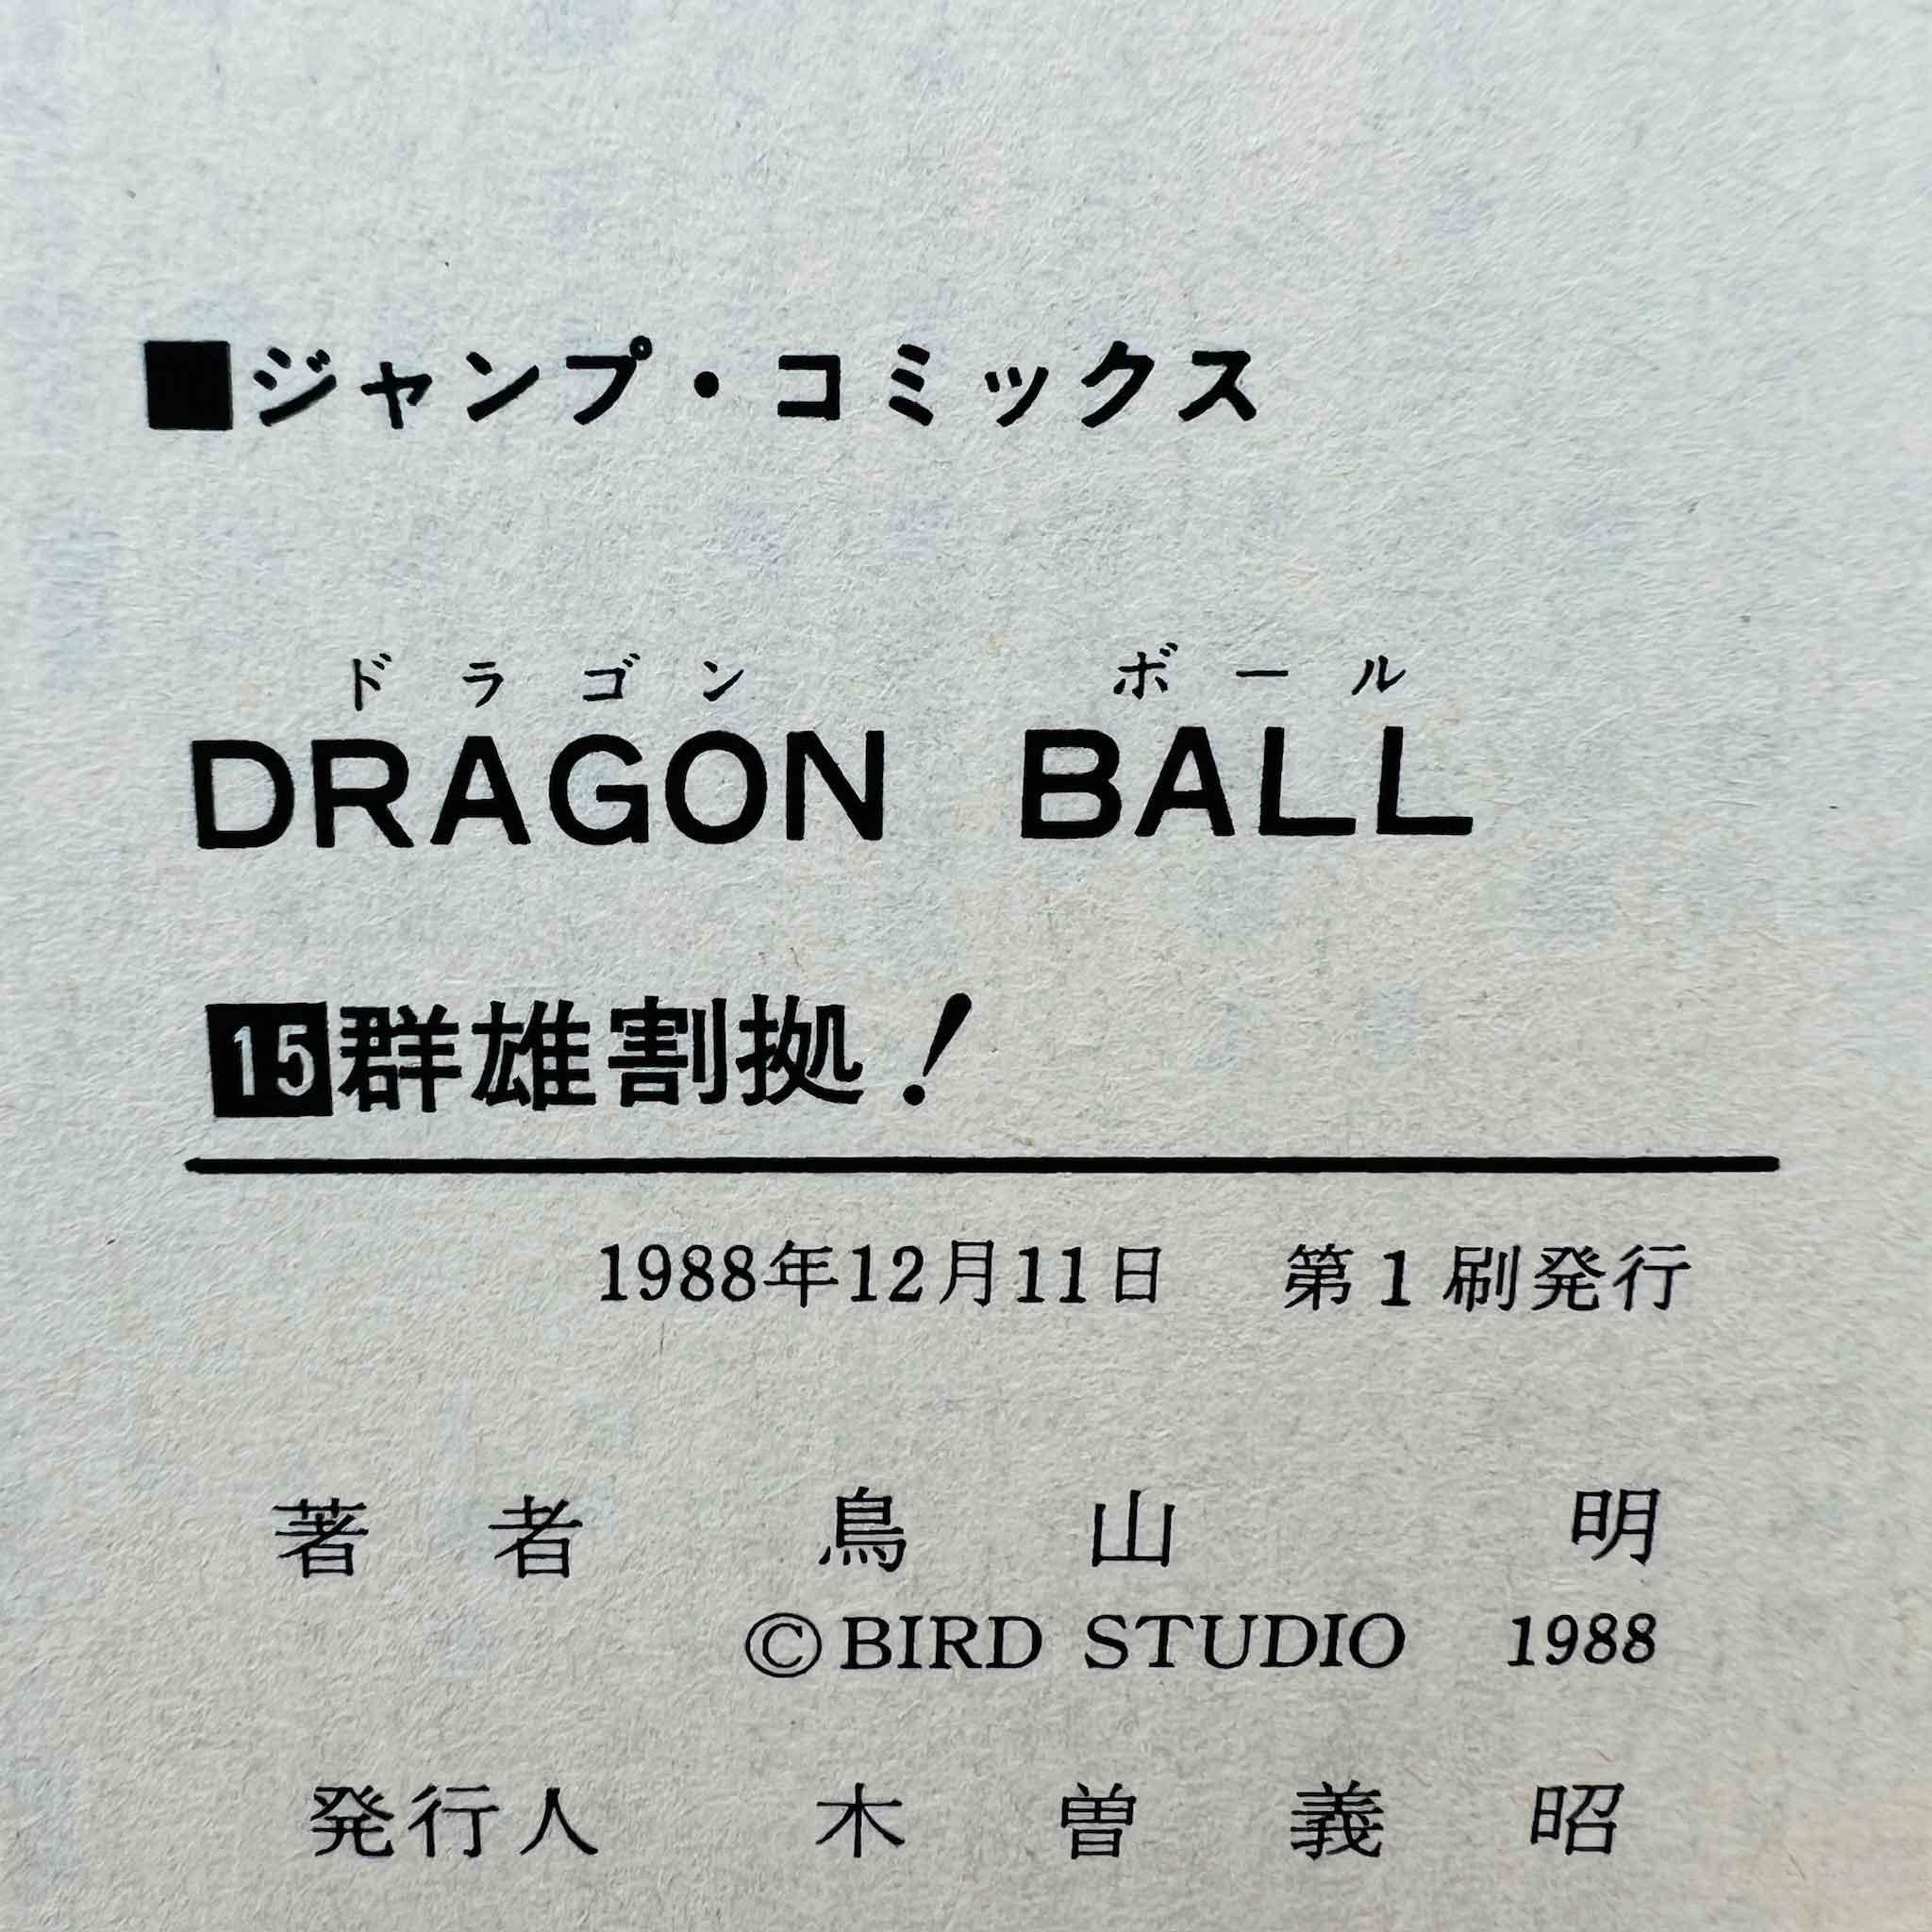 ■ジャンプ・コミックス
ドラゴン ボール
DRAGON BALL
15群雄割拠!
1988年12月11日 第1刷発行
著者 鳥山明
©BIRD STUDIO 1988
発行人 木曽義昭